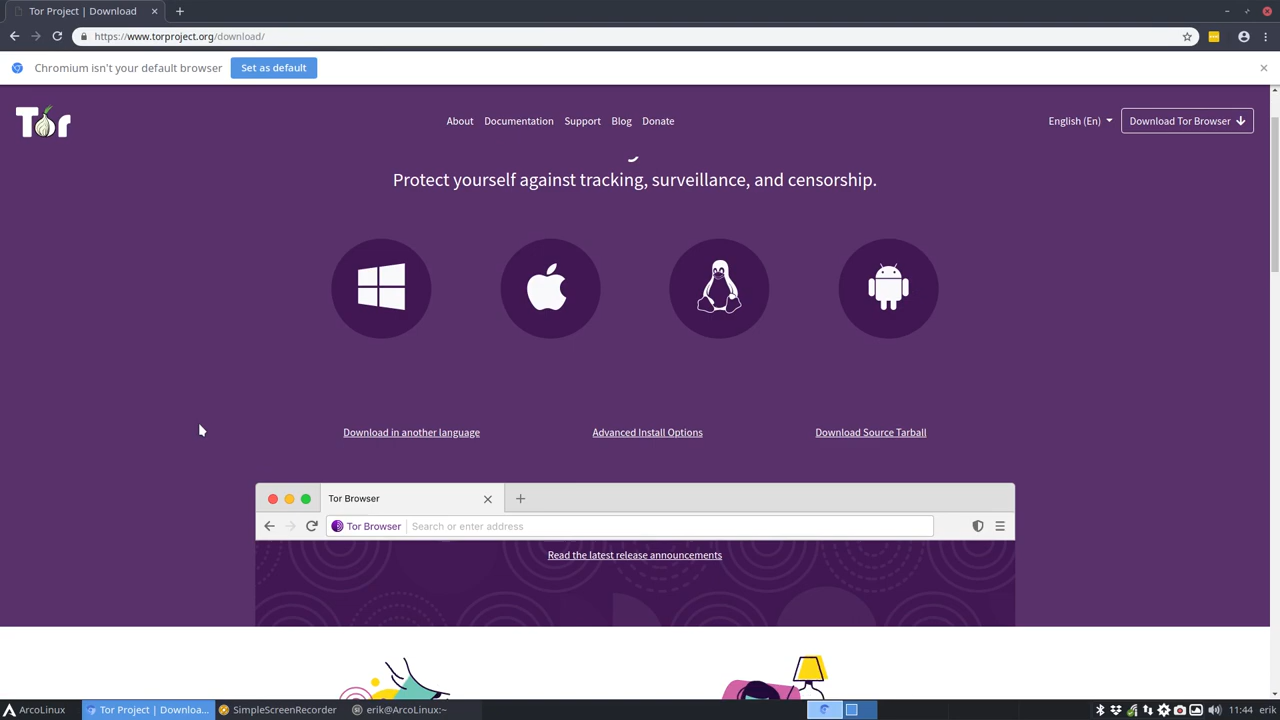 Tor Project | Download
https://www.torproject.org/download/
Chromium isn't your default browser
Set as default
Tor
About
Documentation
Support
Blog
Donate
English (En)
Download Tor Browser
Protect yourself against tracking, surveillance, and censorship.
Download in another language
Advanced Install Options
Download Source Tarball
Tor Browser
Tor Browser
Search or enter address
Read the latest release announcements
ArcoLinux
Tor Project | Downloa...
SimpleScreenRecorder
erik@ArcoLinux:~
11:44
erik